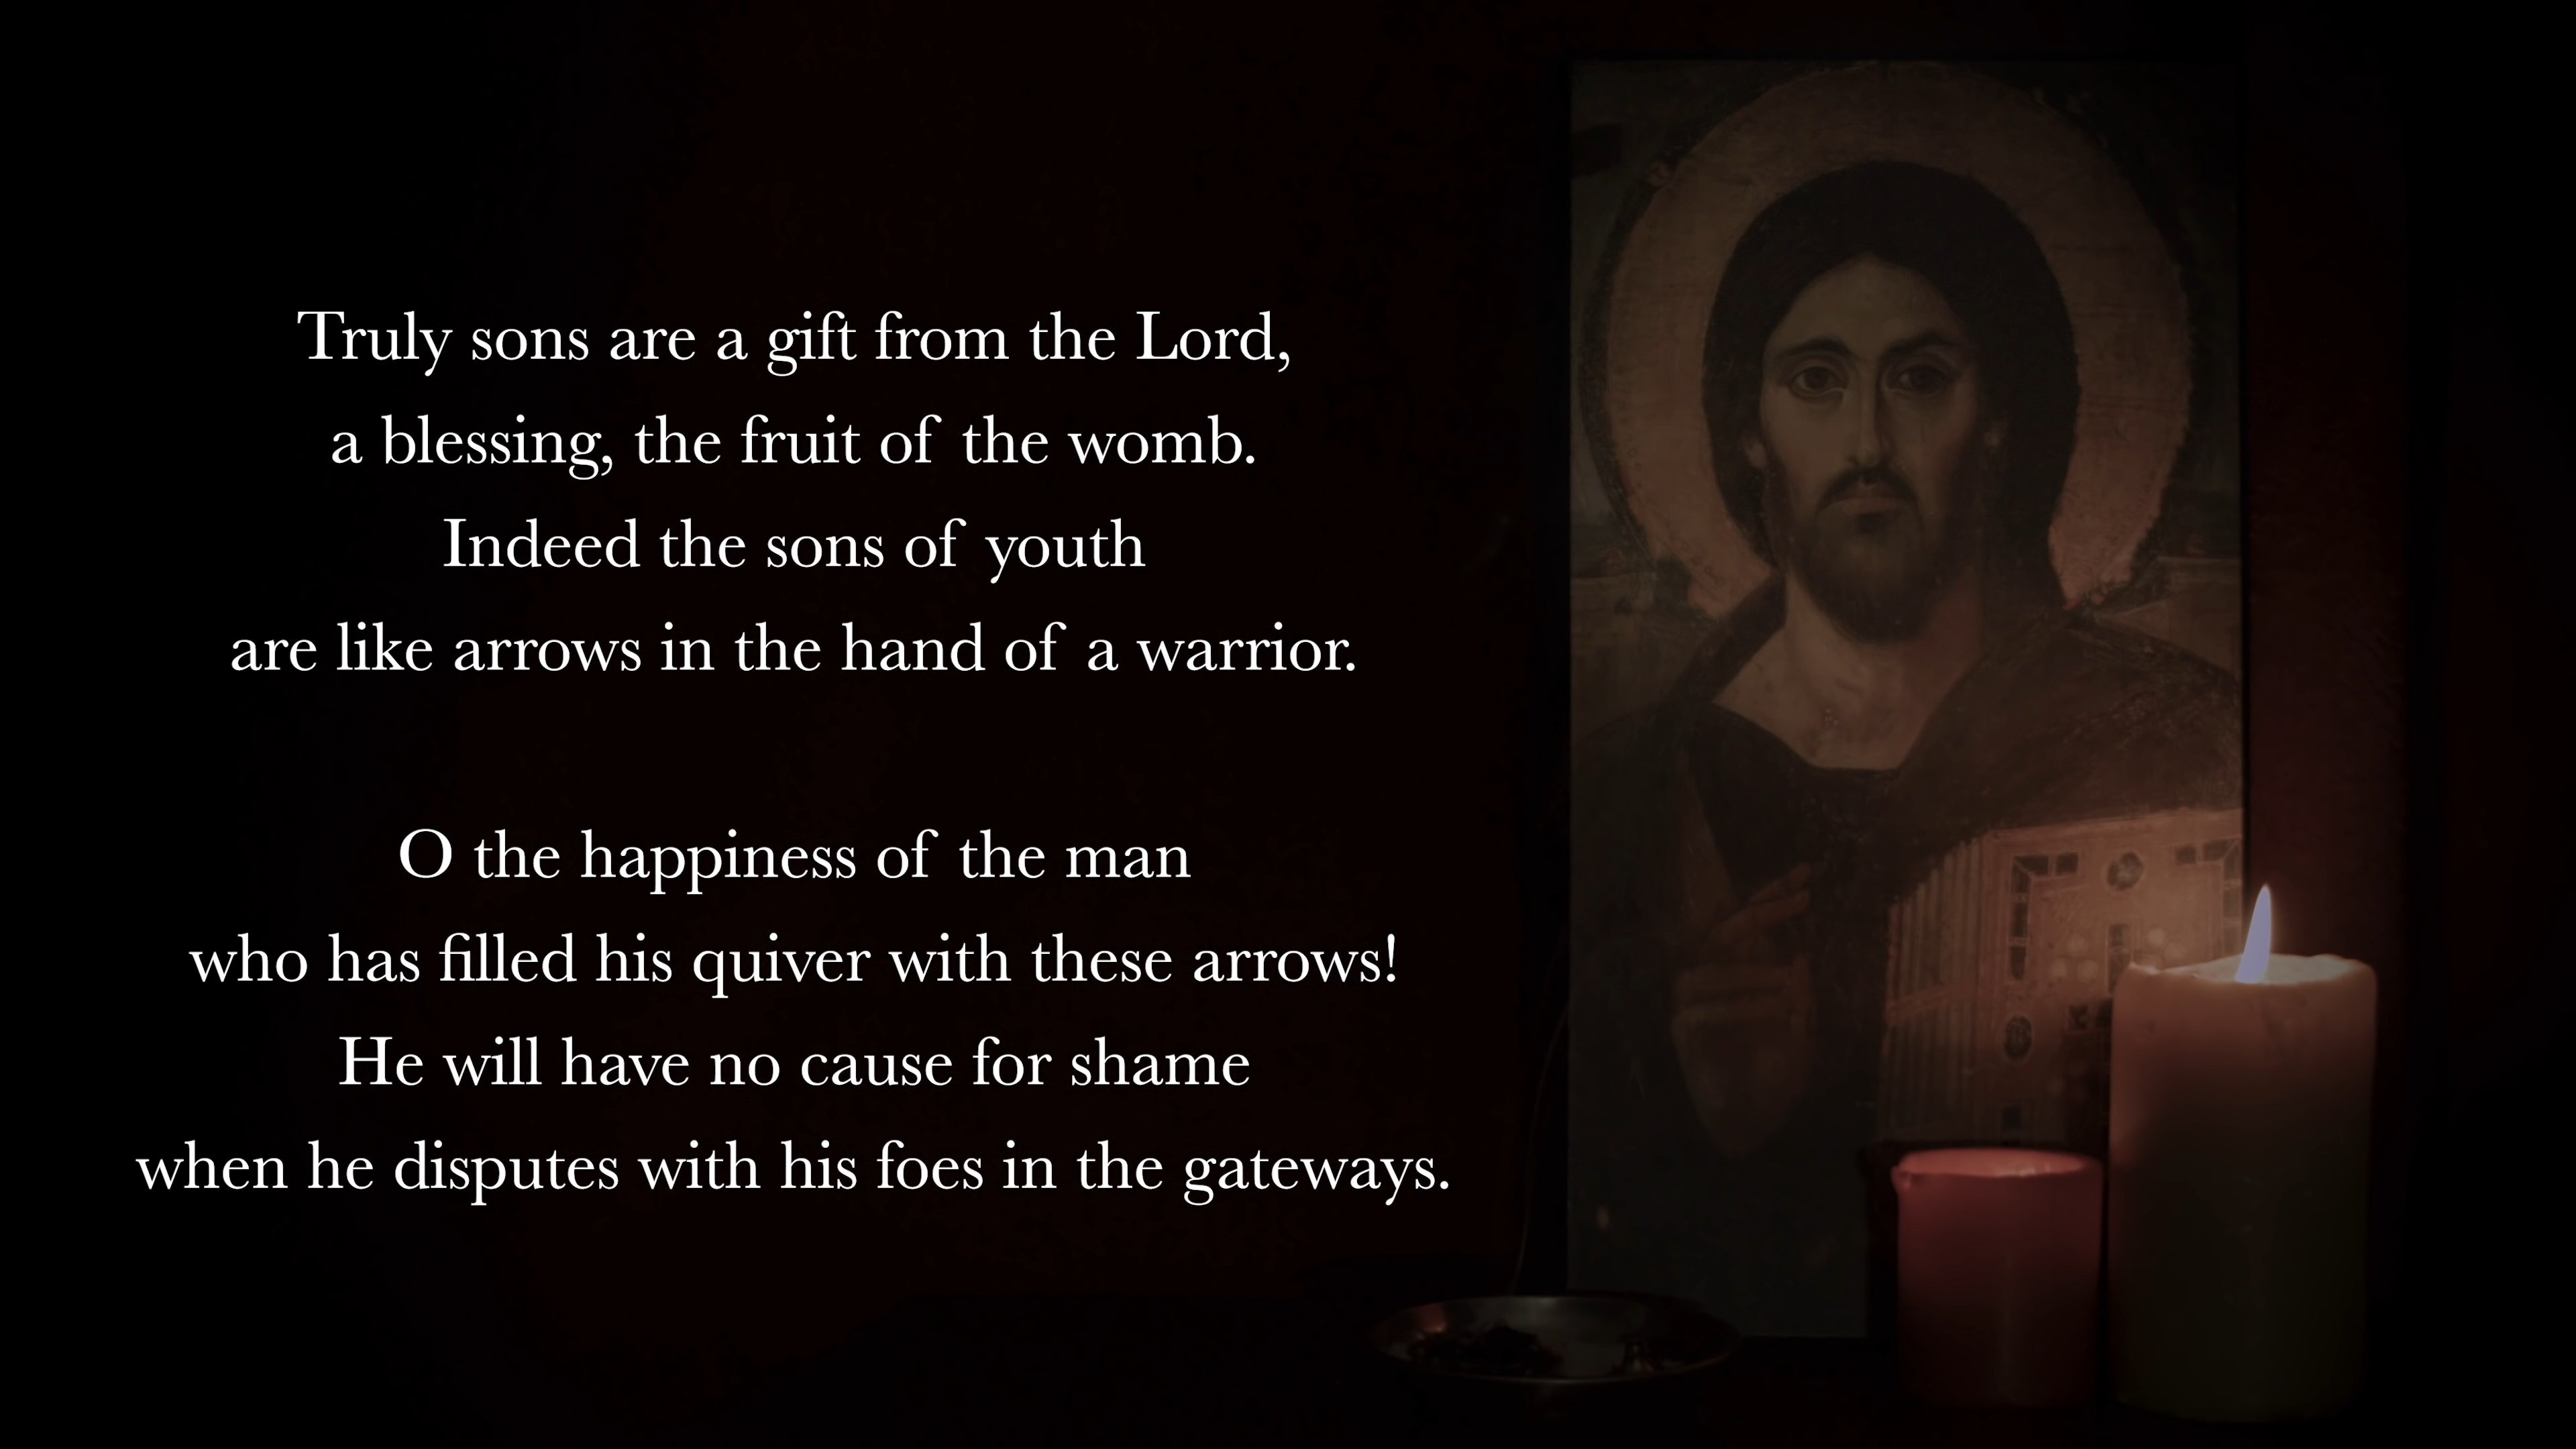 Truly sons are a gift from the Lord,
a blessing, the fruit of the womb.
Indeed the sons of youth
are like arrows in the hand of a warrior.
O the happiness of the man
who has filled his quiver with these arrows!
He will have no cause for shame
when he disputes with his foes in the gateways.